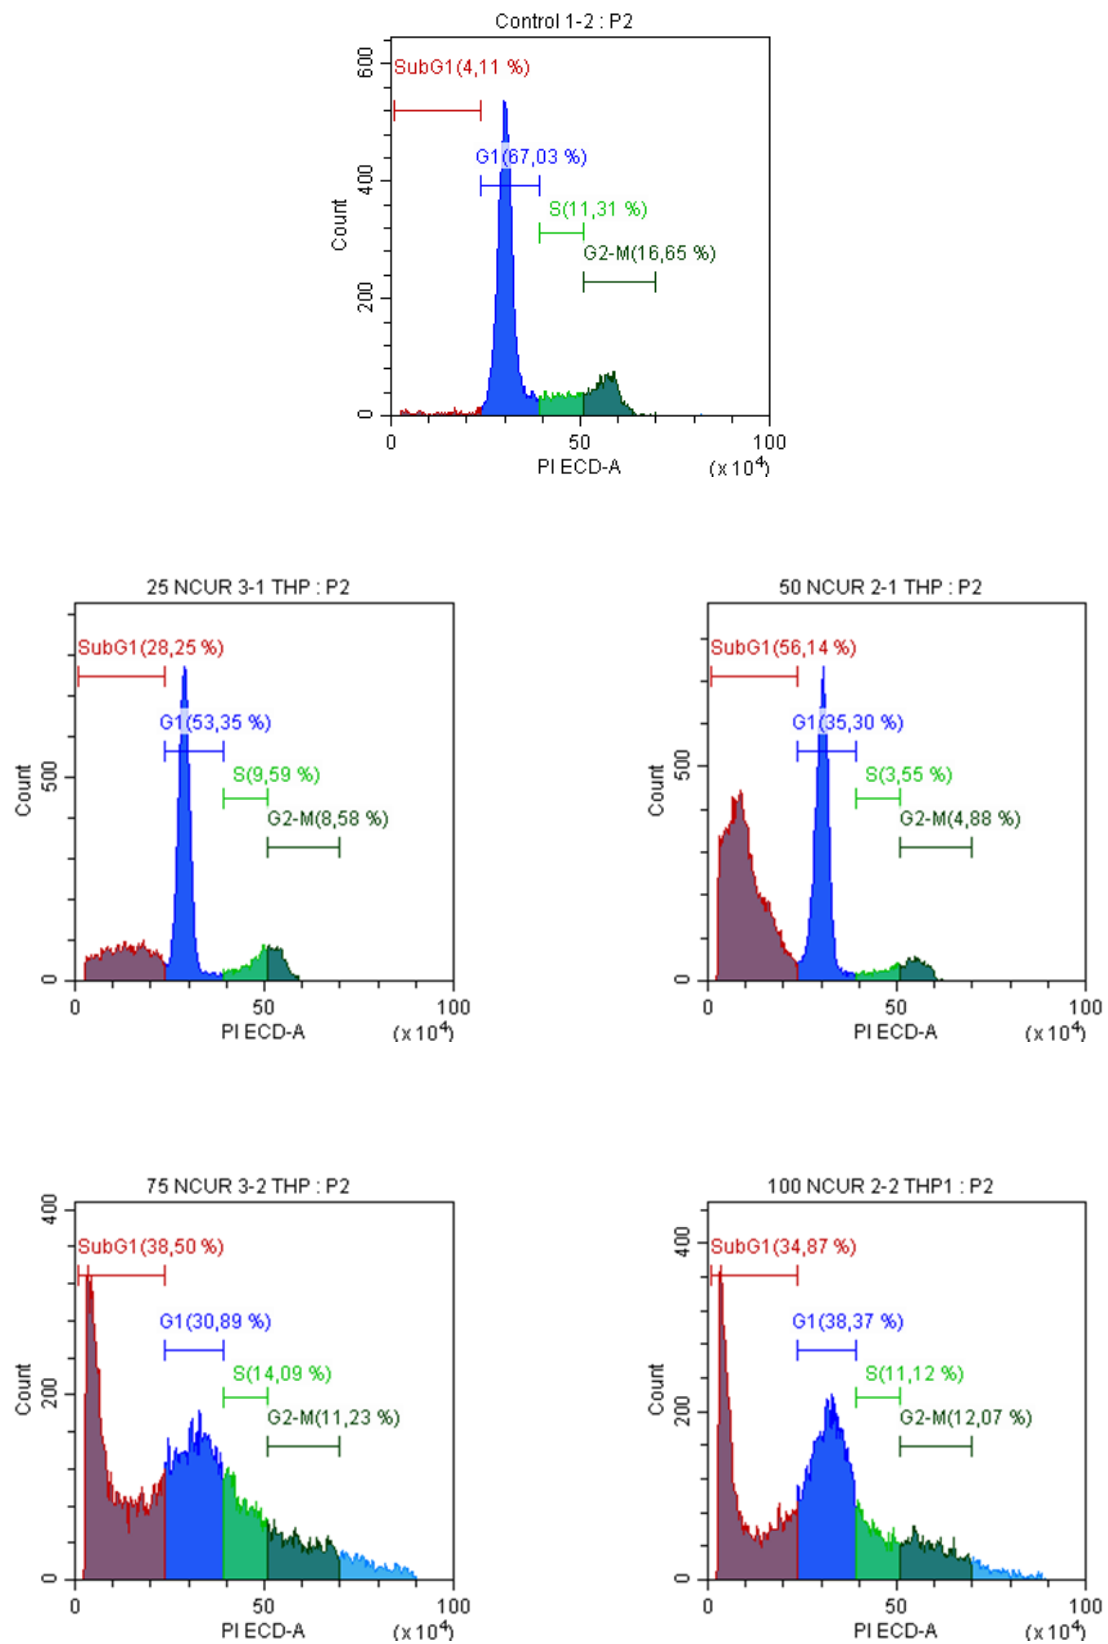 Control 1-2 : P2
600
SubG1(4,11 %)
G1(67,03 %)
400
S(11,31 %)
Count
G2-M(16,65 %)
200
0
0 50 100
PI ECD-A (x 10⁴)
25 NCUR 3-1 THP : P2
SubG1(28,25 %)
G1(53,35 %)
S(9,59 %)
500
Count
G2-M(8,58 %)
0
0 50 100
PI ECD-A (x 10⁴)
50 NCUR 2-1 THP : P2
SubG1(56,14 %)
G1(35,30 %)
S(3,55 %)
500
Count
G2-M(4,88 %)
0
0 50 100
PI ECD-A (x 10⁴)
75 NCUR 3-2 THP : P2
400
SubG1(38,50 %)
G1(30,89 %)
S(14,09 %)
200
Count
G2-M(11,23 %)
0
0 50 100
PI ECD-A (x 10⁴)
100 NCUR 2-2 THP1 : P2
400
SubG1(34,87 %)
G1(38,37 %)
S(11,12 %)
Count
200
G2-M(12,07 %)
0
0 50 100
PI ECD-A (x 10⁴)